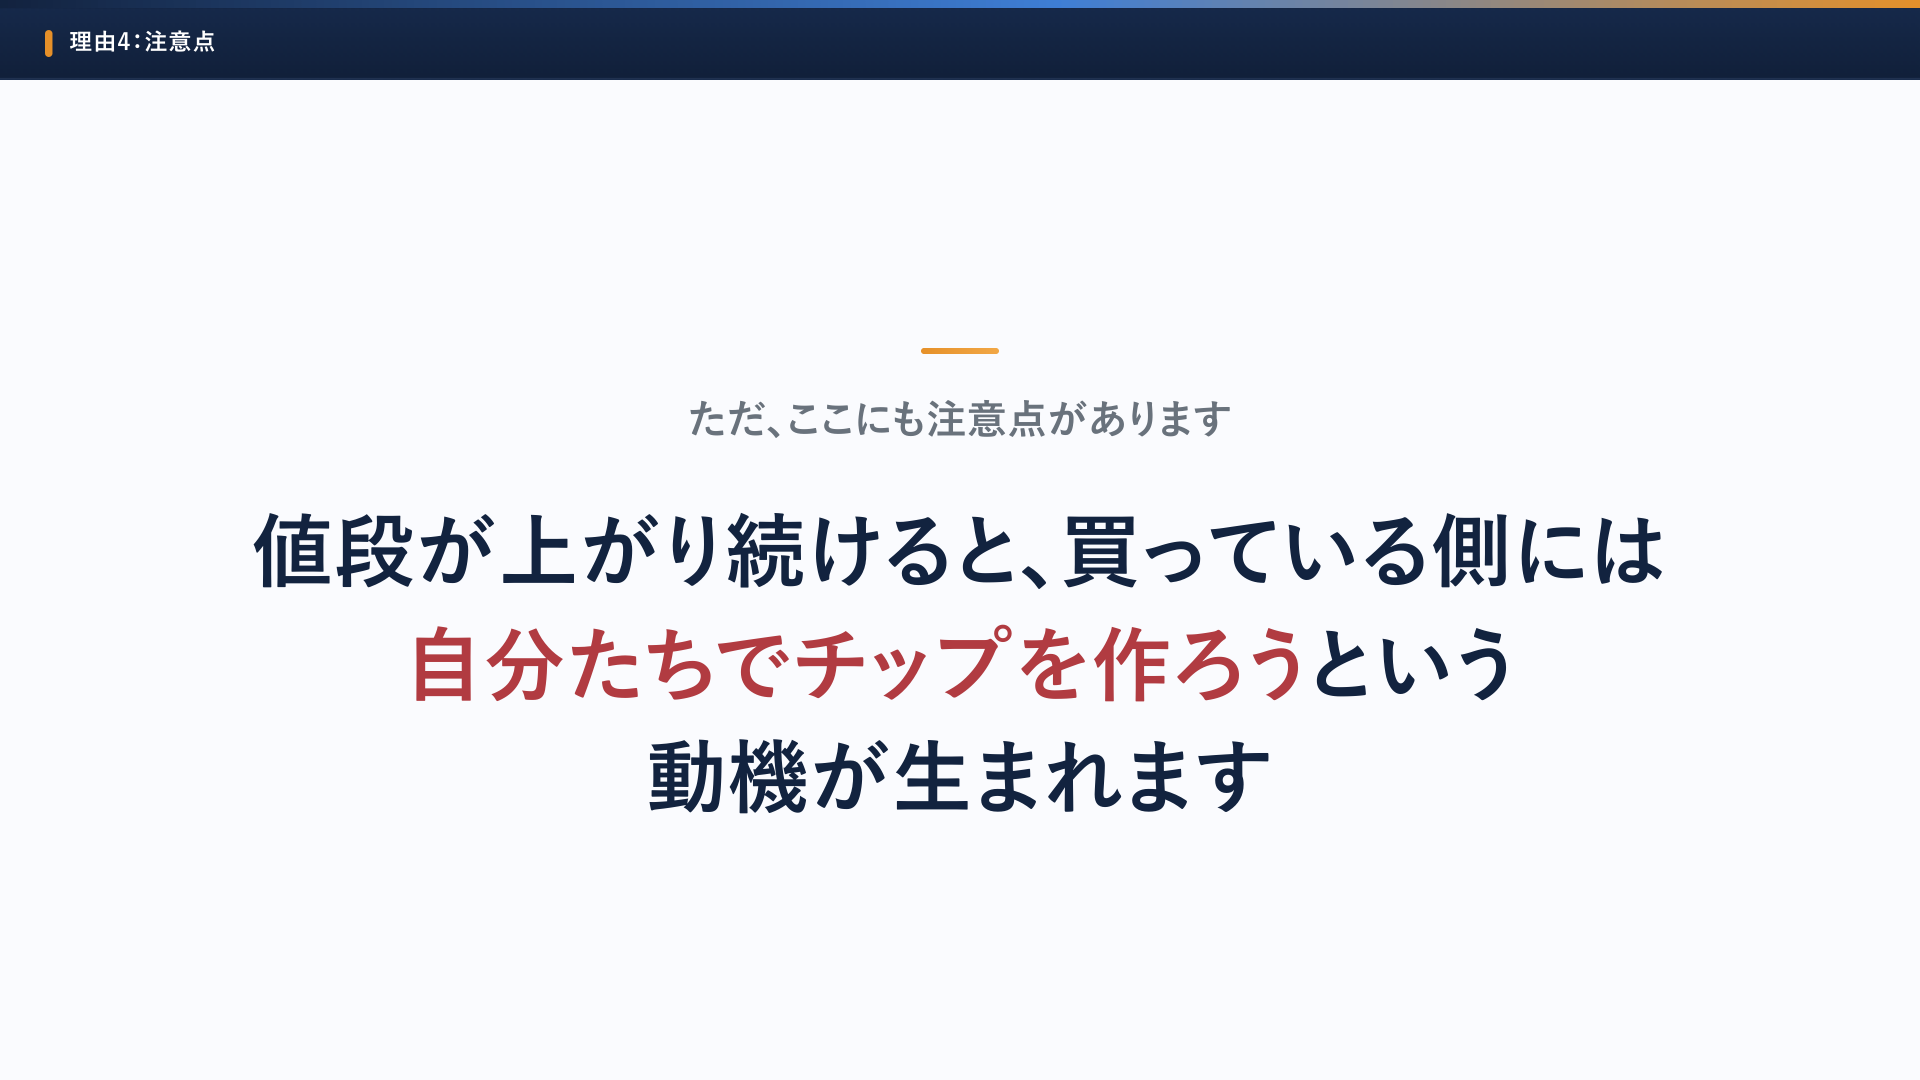 理由4：注意点
ただ、ここにも注意点があります
値段が上がり続けると、買っている側には
自分たちでチップを作ろうという
動機が生まれます